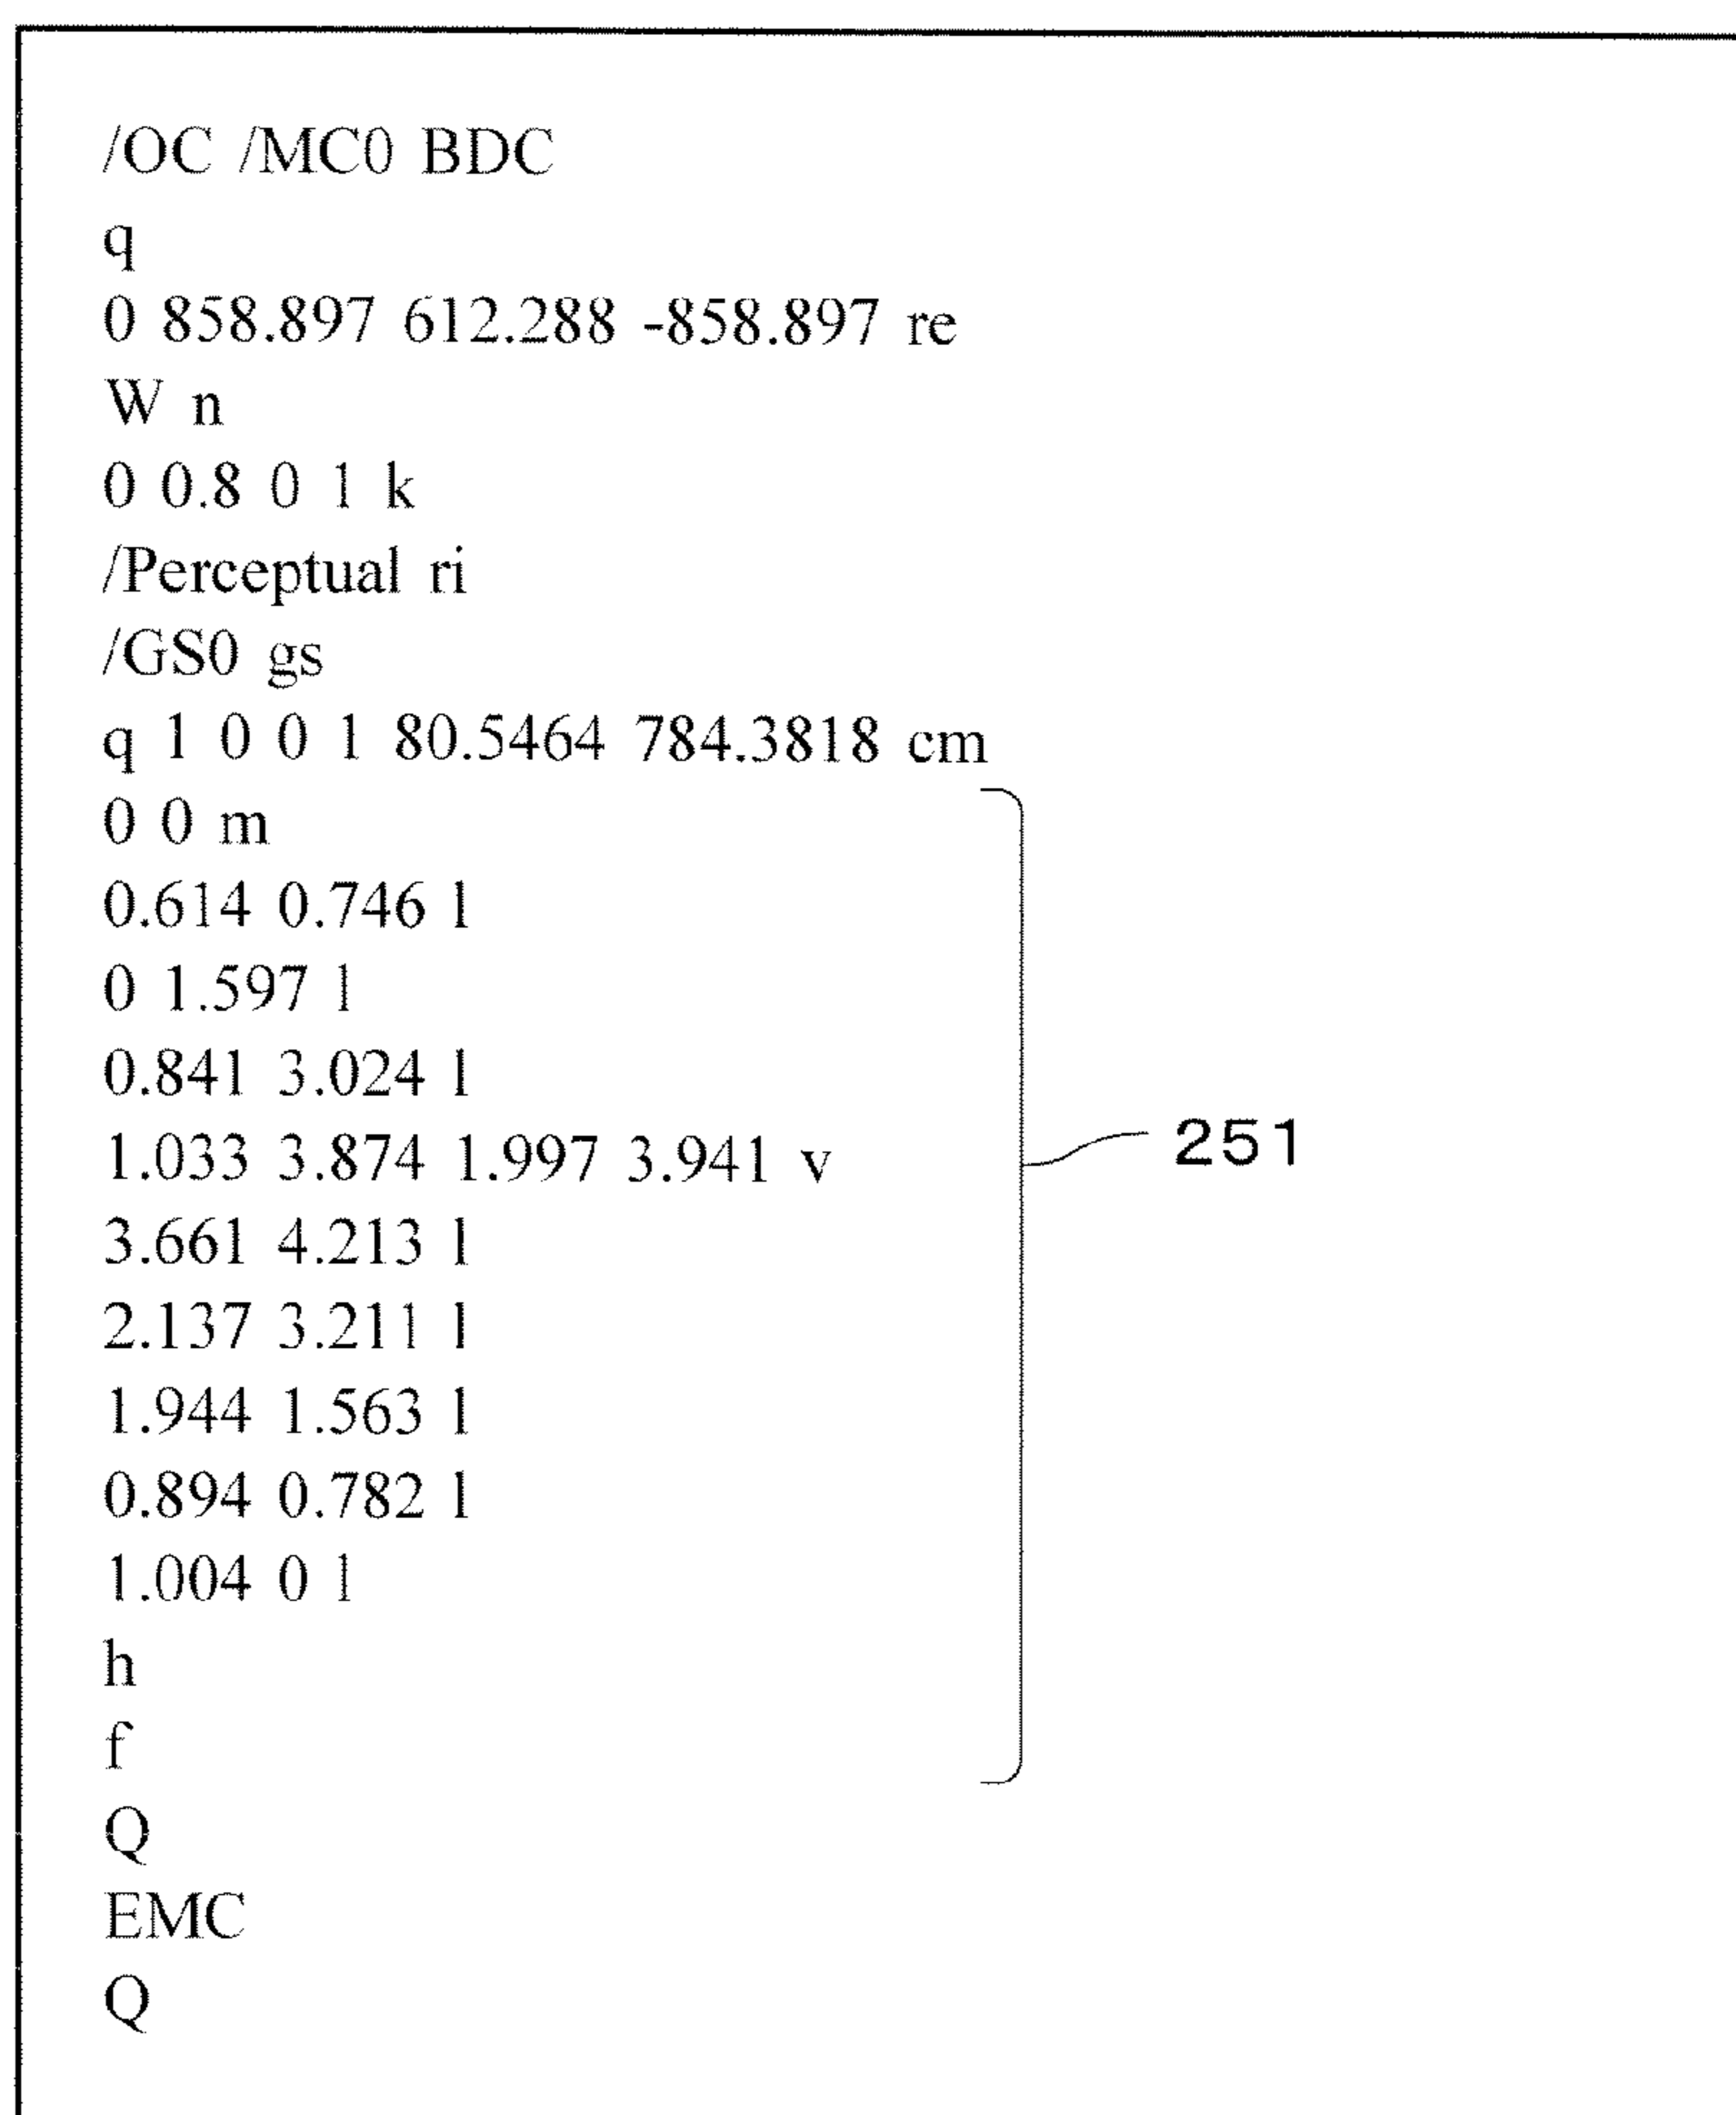 /OC /MC0 BDC
q
0 858.897 612.288 -858.897 re
W n
0 0.8 0 1 k
/Perceptual ri
/GS0 gs
q 1 0 0 1 80.5464 784.3818 cm
0 0 m
0.614 0.746 l
0 1.597 l
0.841 3.024 l
1.033 3.874 1.997 3.941 v
251
3.661 4.213 l
2.137 3.211 l
1.944 1.563 l
0.894 0.782 l
1.004 0 l
h
f
Q
EMC
Q